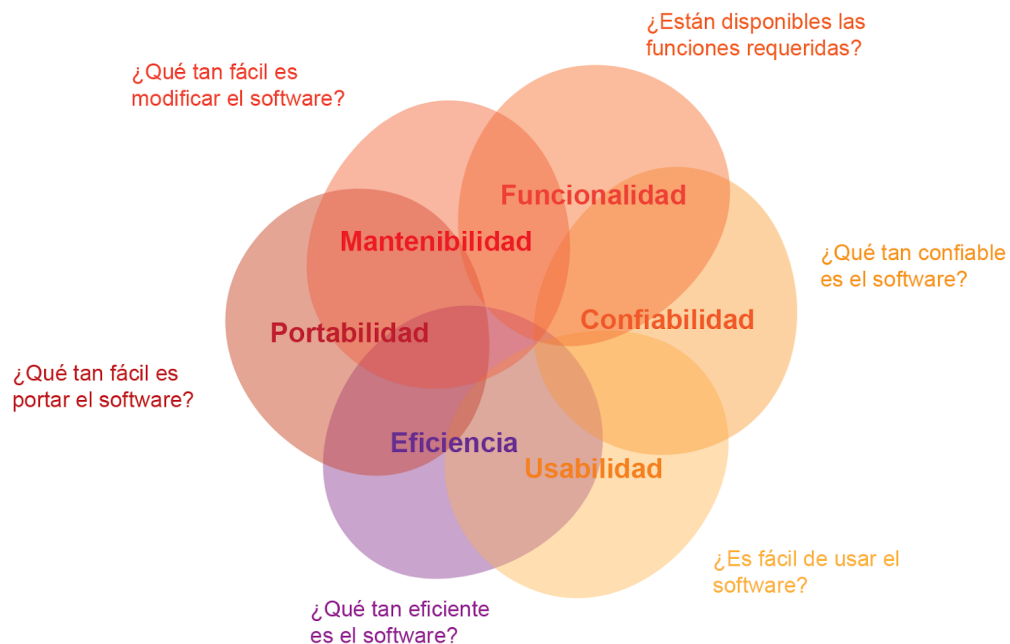 ¿Están disponibles las
funciones requeridas?
¿Qué tan fácil es
modificar el software?
Funcionalidad
Mantenibilidad
¿Qué tan confiable
es el software?
Confiabilidad
Portabilidad
¿Qué tan fácil es
portar el software?
Eficiencia
Usabilidad
¿Es fácil de usar el
software?
¿Qué tan eficiente
es el software?